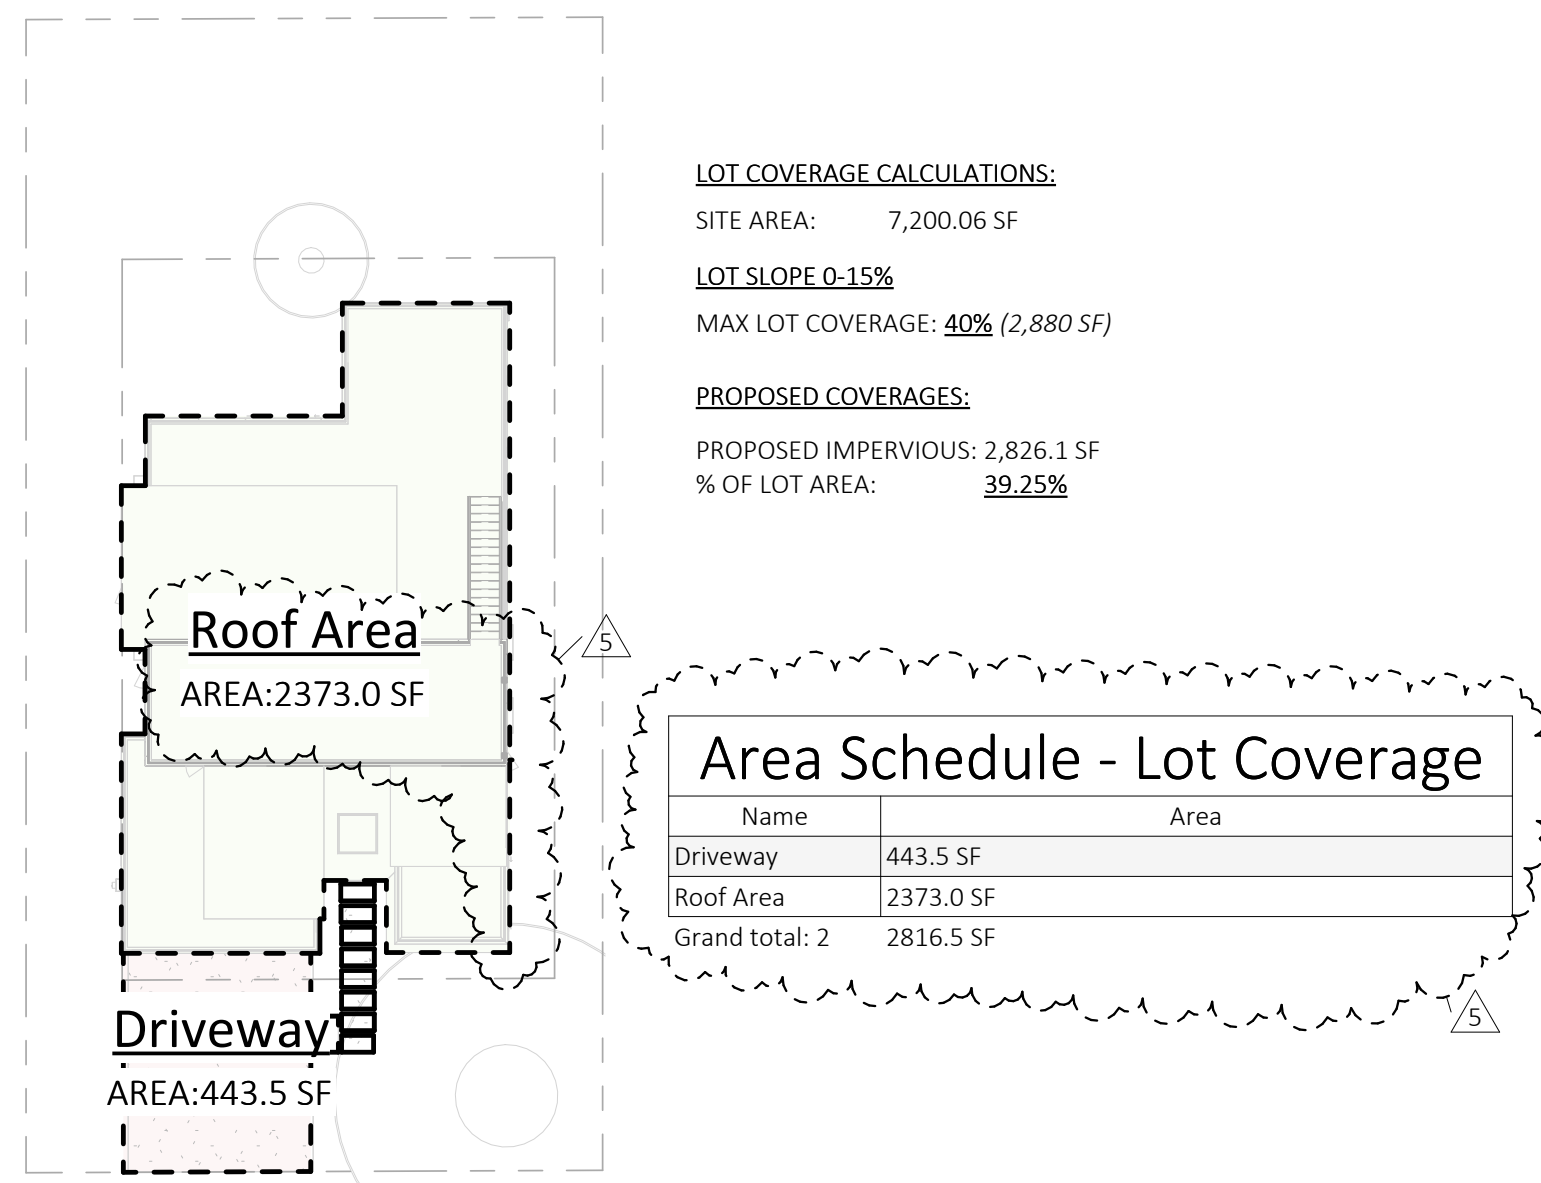 LOT COVERAGE CALCULATIONS:
SITE AREA: 7,200.06 SF
LOT SLOPE 0-15%
MAX LOT COVERAGE: 40% (2,880 SF)
PROPOSED COVERAGES:
PROPOSED IMPERVIOUS: 2,826.1 SF
% OF LOT AREA: 39.25%
Roof Area
AREA:2373.0 SF
5
Driveway
AREA:443.5 SF
Area Schedule - Lot Coverage
Name Area
Driveway 443.5 SF
Roof Area 2373.0 SF
Grand total: 2 2816.5 SF
5